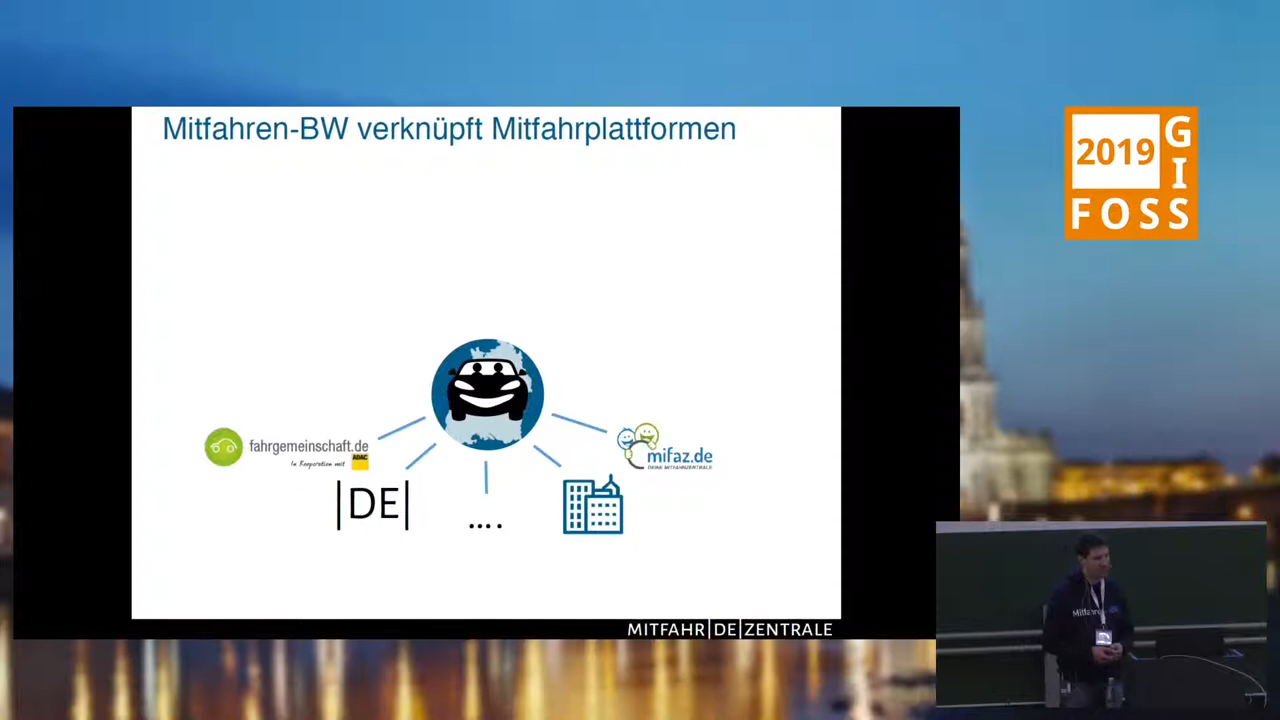 Mitfahren-BW verknüpft Mitfahrplattformen
fahrgemeinschaft.de
In Kooperation mit ADAC
mifaz.de
DEINE MITFAHRZENTRALE
|DE|
....
MITFAHR|DE|ZENTRALE
2019 GIS
FOSS